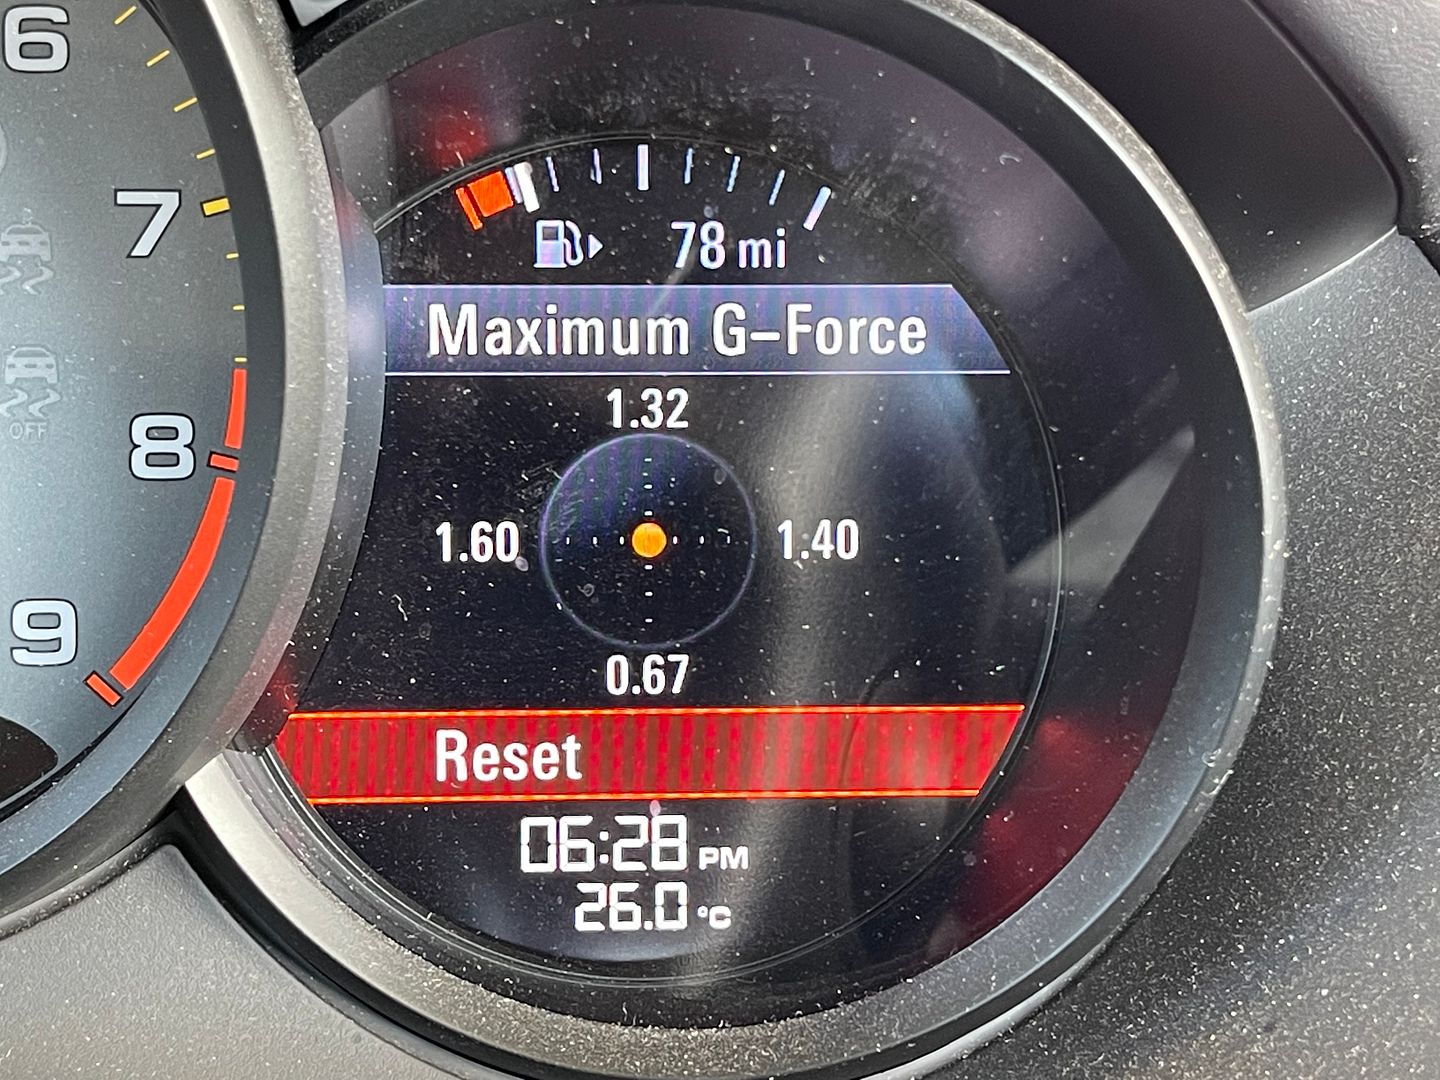 6
7
8
OFF
9
78 mi
Maximum G-Force
1.32
1.60
1.40
0.67
Reset
06:28 PM
26.0 °C